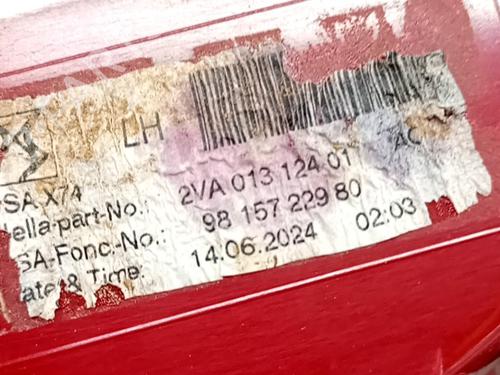 LH
SA X74
ella-part-No.: 2VA 013 124 01
SA-Fonc.-No.: 98 157 229 80
ate & Time: 14.06.2024 02:03